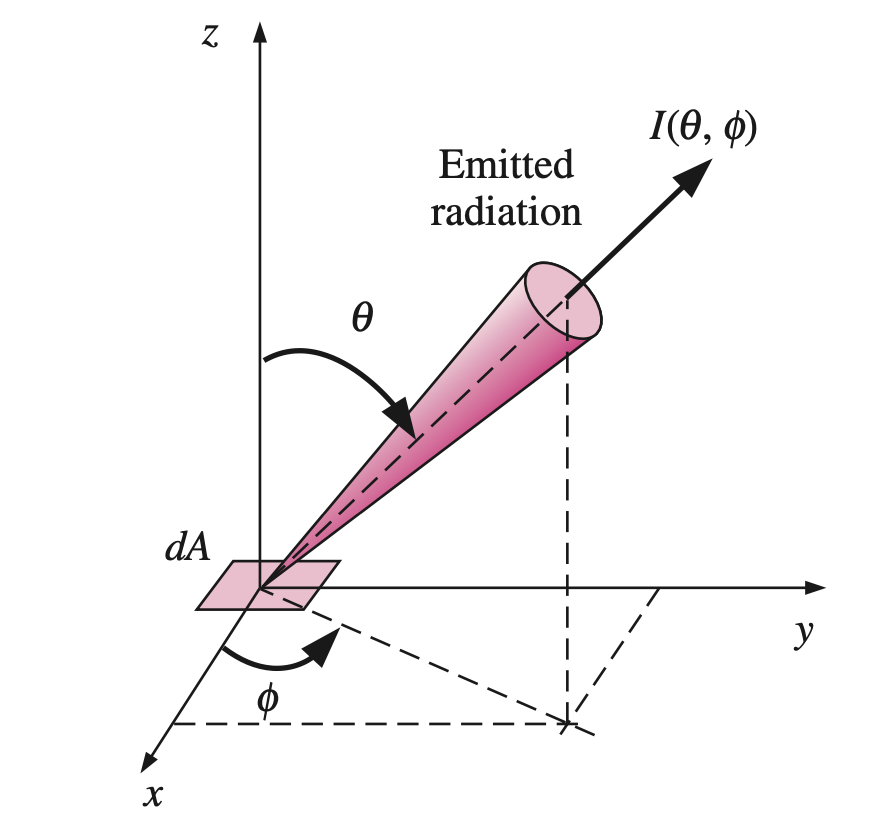 z
I(θ, ϕ)
Emitted
radiation
θ
dA
y
ϕ
x